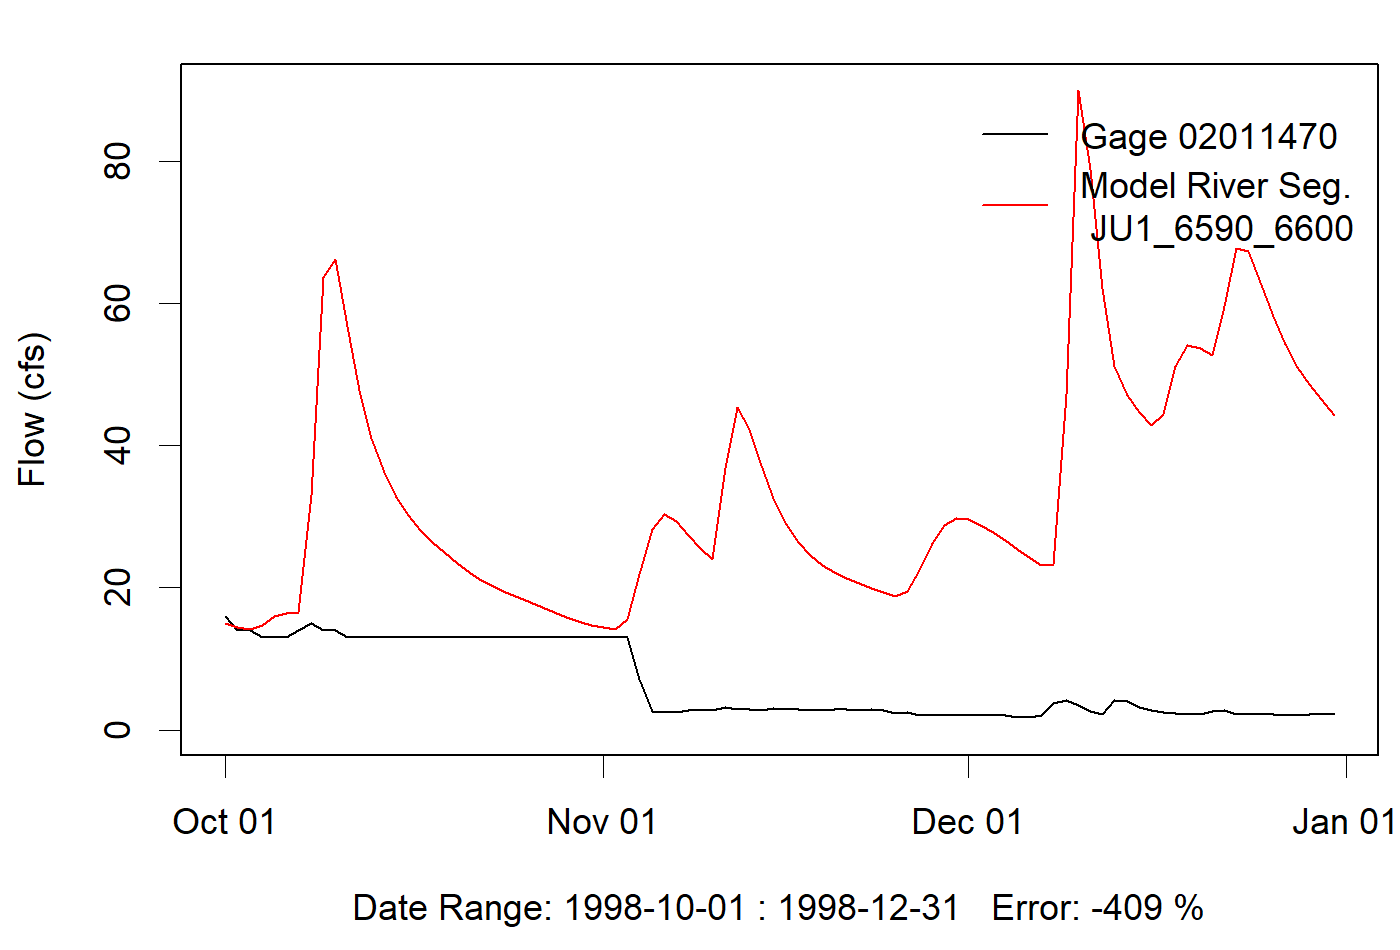 Gage 02011470
Model River Seg.
JU1_6590_6600
80
60
40
20
0
Flow (cfs)
Oct 01 Nov 01 Dec 01 Jan 01
Date Range: 1998-10-01 : 1998-12-31 Error: -409 %